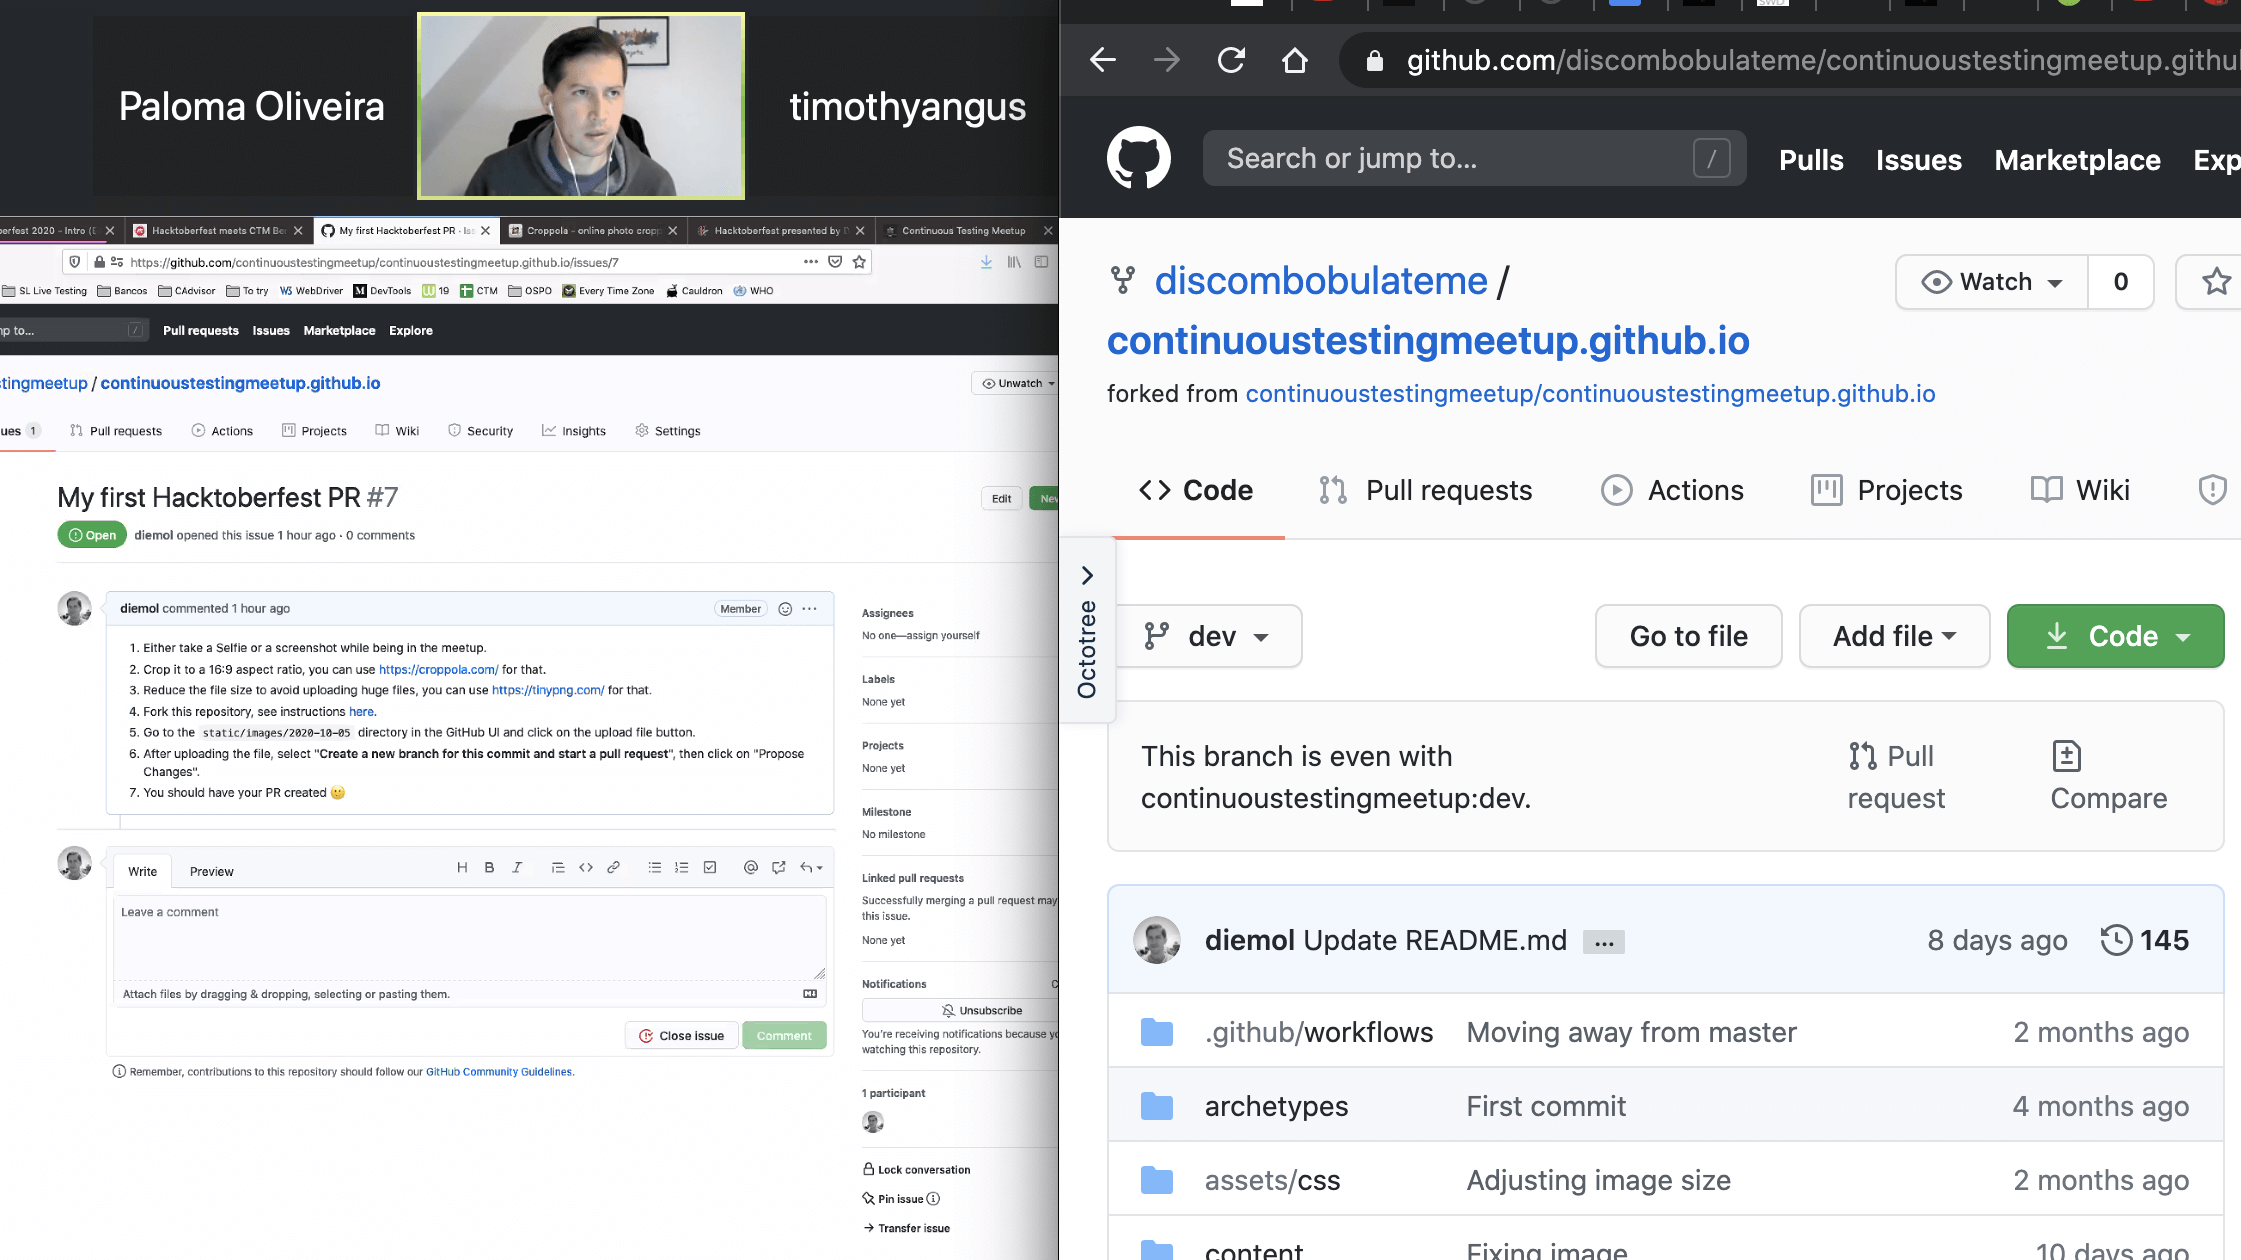 Paloma Oliveira
timothyangus
erfest 2020 - Intro (
Hacktoberfest meets CTM Be
My first Hacktoberfest PR · Is
Croppola - online photo cropp
Hacktoberfest presented by D
Continuous Testing Meetup
https://github.com/continuoustestingmeetup/continuoustestingmeetup.github.io/issues/7
SL Live Testing
Bancos
CAdvisor
To try
W3 WebDriver
M DevTools
19
CTM
OSPO
Every Time Zone
Cauldron
WHO
mp to...
/
Pull requests
Issues
Marketplace
Explore
stingmeetup / continuoustestingmeetup.github.io
Unwatch
ues 1
Pull requests
Actions
Projects
Wiki
Security
Insights
Settings
My first Hacktoberfest PR #7
Edit
New
Open
diemol opened this issue 1 hour ago · 0 comments
diemol commented 1 hour ago
Member
1. Either take a Selfie or a screenshot while being in the meetup.
2. Crop it to a 16:9 aspect ratio, you can use https://croppola.com/ for that.
3. Reduce the file size to avoid uploading huge files, you can use https://tinypng.com/ for that.
4. Fork this repository, see instructions here.
5. Go to the static/images/2020-10-05 directory in the GitHub UI and click on the upload file button.
6. After uploading the file, select "Create a new branch for this commit and start a pull request", then click on "Propose
Changes".
7. You should have your PR created 🙂
Write
Preview
H B I
Leave a comment
Attach files by dragging & dropping, selecting or pasting them.
Close issue
Comment
Remember, contributions to this repository should follow our GitHub Community Guidelines.
Assignees
No one—assign yourself
Labels
None yet
Projects
None yet
Milestone
No milestone
Linked pull requests
Successfully merging a pull request may
this issue.
None yet
Notifications
C
Unsubscribe
You're receiving notifications because yo
watching this repository.
1 participant
Lock conversation
Pin issue
Transfer issue
github.com/discombobulateme/continuoustestingmeetup.githu
Search or jump to...
/
Pulls
Issues
Marketplace
Exp
discombobulateme /
continuoustestingmeetup.github.io
Watch
0
forked from continuoustestingmeetup/continuoustestingmeetup.github.io
Code
Pull requests
Actions
Projects
Wiki
Octotree
dev
Go to file
Add file
Code
This branch is even with
continuoustestingmeetup:dev.
Pull
request
Compare
diemol Update README.md ...
8 days ago
145
.github/workflows
Moving away from master
2 months ago
archetypes
First commit
4 months ago
assets/css
Adjusting image size
2 months ago
content
Fixing image
10 days ago